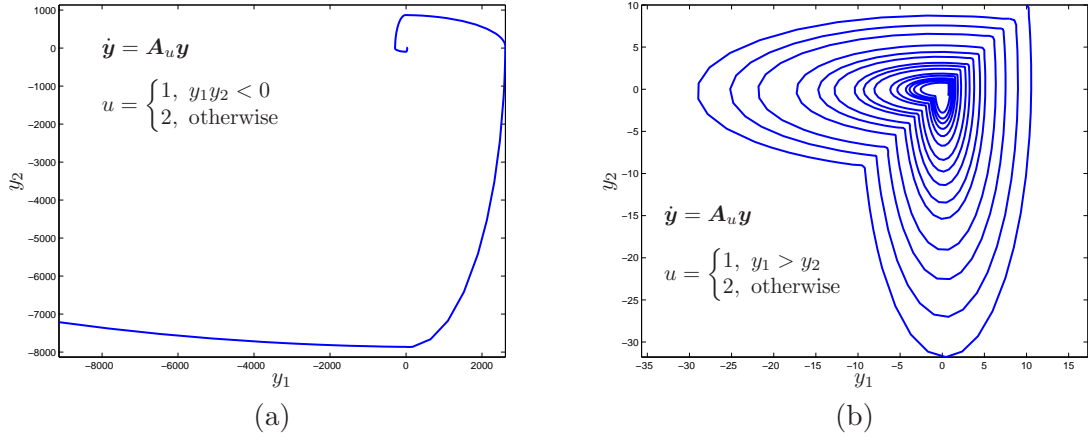 1000
0
−1000
−2000
−3000
−4000
−5000
−6000
−7000
−8000
y₂
ẏ = A_u y
u = {1, y₁y₂ < 0
2, otherwise
−8000 −6000 −4000 −2000 0 2000
y₁
(a)
10
5
0
−5
−10
−15
−20
−25
−30
y₂
ẏ = A_u y
u = {1, y₁ > y₂
2, otherwise
−35 −30 −25 −20 −15 −10 −5 0 5 10 15
y₁
(b)